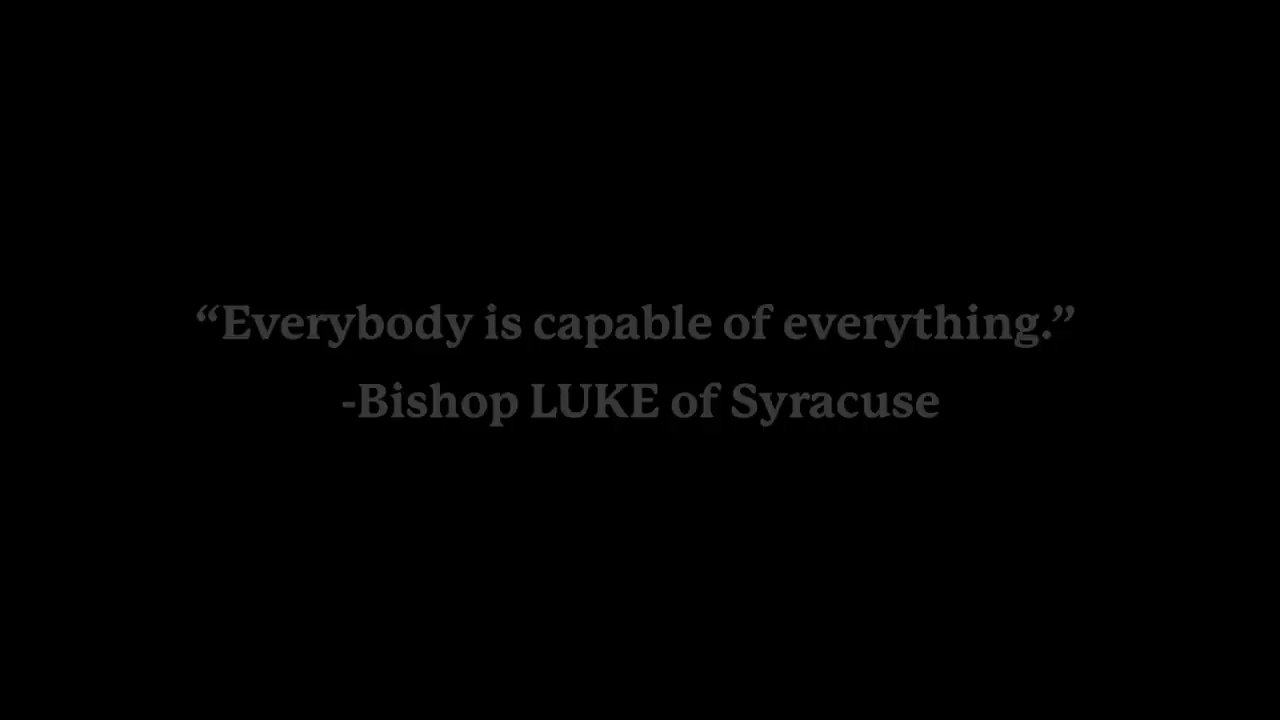 “Everybody is capable of everything.”
-Bishop LUKE of Syracuse